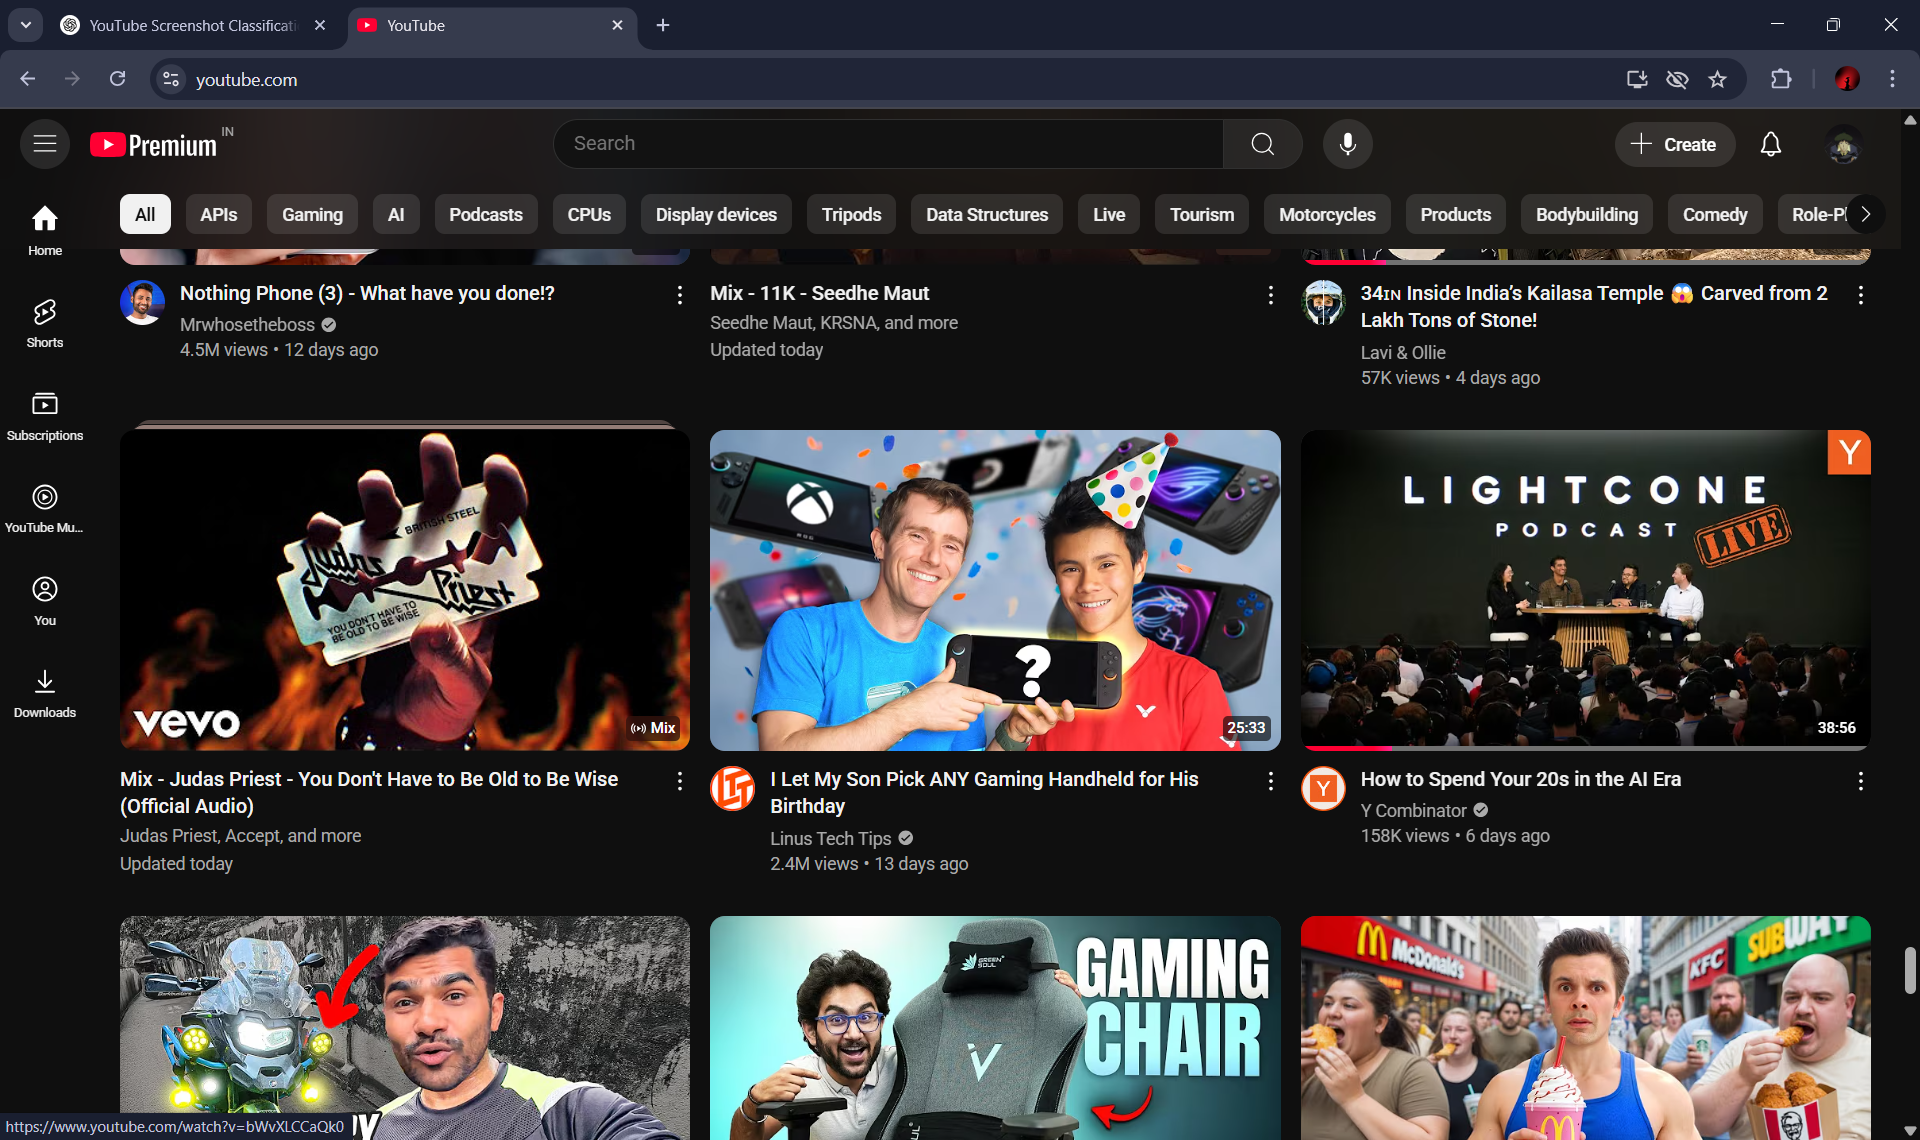 YouTube Screenshot Classificati
YouTube
youtube.com
Premium IN
Search
Create
All APIs Gaming AI Podcasts CPUs Display devices Tripods Data Structures Live Tourism Motorcycles Products Bodybuilding Comedy
Home
Shorts
Subscriptions
YouTube Mu...
You
Downloads
Nothing Phone (3) - What have you done!?
Mrwhosetheboss
4.5M views • 12 days ago
Mix - 11K - Seedhe Maut
Seedhe Maut, KRSNA, and more
Updated today
34ɪɴ Inside India’s Kailasa Temple 😱 Carved from 2
Lakh Tons of Stone!
Lavi & Ollie
57K views • 4 days ago
BRITISH STEEL
Judas
Priest
YOU DON'T HAVE TO
BE OLD TO BE WISE
vevo
Mix
Mix - Judas Priest - You Don't Have to Be Old to Be Wise
(Official Audio)
Judas Priest, Accept, and more
Updated today
?
25:33
LTT
I Let My Son Pick ANY Gaming Handheld for His
Birthday
Linus Tech Tips
2.4M views • 13 days ago
Y
LIGHTCONE
PODCAST
LIVE
38:56
Y
How to Spend Your 20s in the AI Era
Y Combinator
158K views • 6 days ago
GREEN
SOUL
GAMING
CHAIR
McDonald's
KFC
SUBWAY
KFC
https://www.youtube.com/watch?v=bWvXLCCaQk0